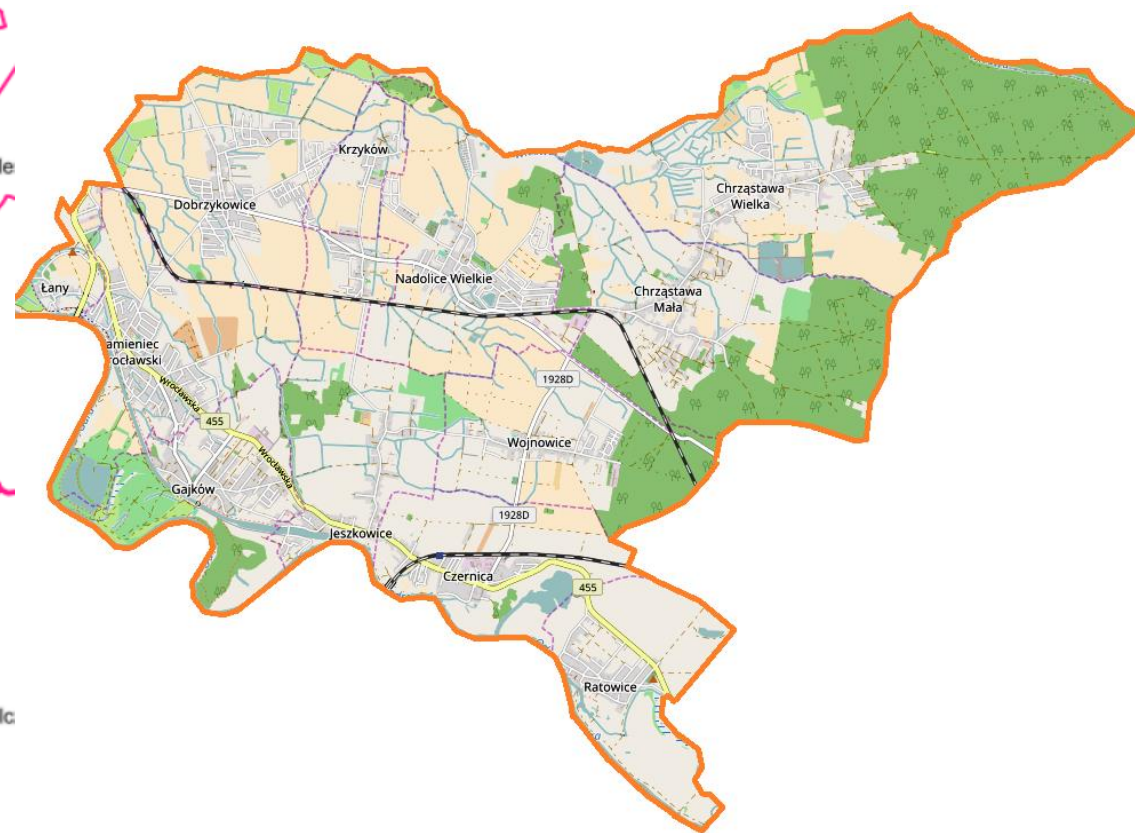 Krzyków
Chrząstawa
Wielka
Dobrzykowice
Nadolice Wielkie
Łany
Chrząstawa
Mała
amieniec
rocławski
Wrocławska
1928D
455
Wrocławska
Wojnowice
Gajków
1928D
Jeszkowice
Czernica
455
Ratowice